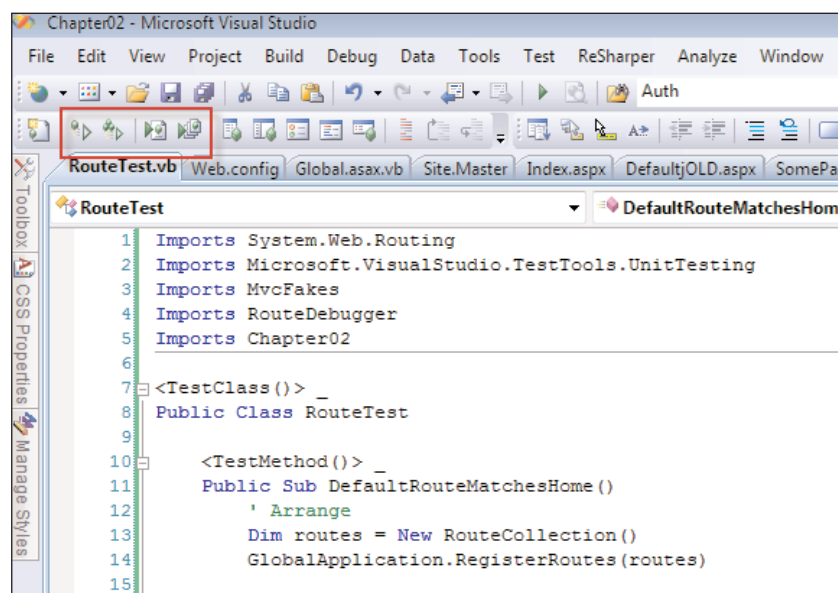 Chapter02 - Microsoft Visual Studio
File Edit View Project Build Debug Data Tools Test ReSharper Analyze Window
Auth
RouteTest.vb Web.config Global.asax.vb Site.Master Index.aspx DefaultjOLD.aspx SomePa
Toolbox
CSS Properties
Manage Styles
RouteTest DefaultRouteMatchesHom
1 Imports System.Web.Routing
2 Imports Microsoft.VisualStudio.TestTools.UnitTesting
3 Imports MvcFakes
4 Imports RouteDebugger
5 Imports Chapter02
6
7 <TestClass()> _
8 Public Class RouteTest
9
10 <TestMethod()> _
11 Public Sub DefaultRouteMatchesHome()
12 ' Arrange
13 Dim routes = New RouteCollection()
14 GlobalApplication.RegisterRoutes(routes)
15